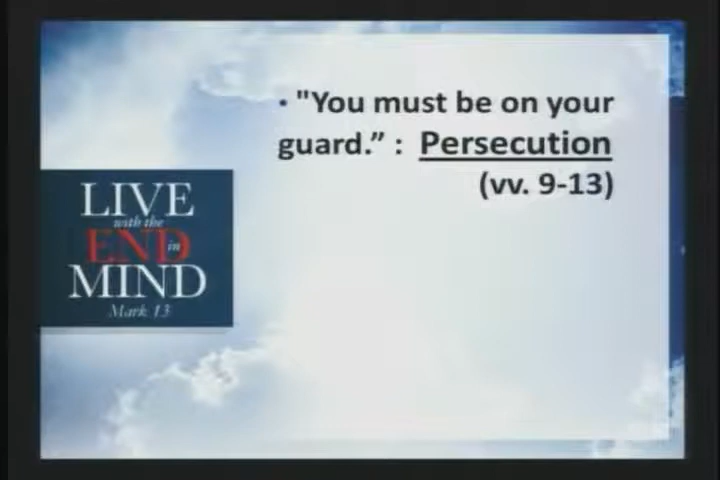 • "You must be on your
guard.” : Persecution
(vv. 9-13)
LIVE
with the
END in
MIND
Mark 13